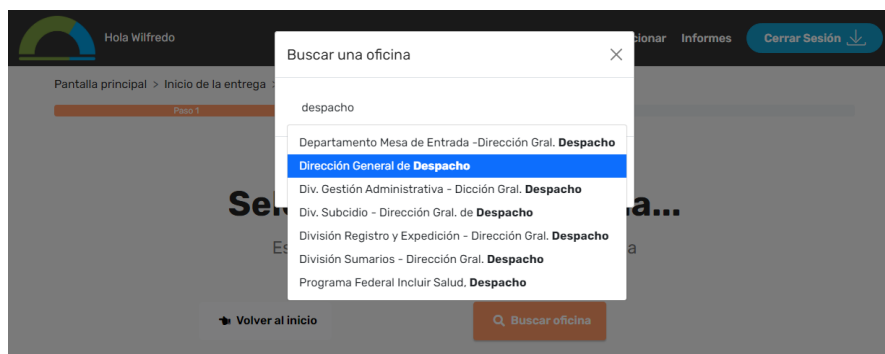 Hola Wilfredo
Buscar una oficina
cionar Informes Cerrar Sesión
Pantalla principal > Inicio de la entrega >
Paso 1
despacho
Departamento Mesa de Entrada -Dirección Gral. Despacho
Dirección General de Despacho
Div. Gestión Administrativa - Dicción Gral. Despacho
Div. Subcidio - Dirección Gral. de Despacho
División Registro y Expedición - Dirección Gral. Despacho
División Sumarios - Dirección Gral. Despacho
Programa Federal Incluir Salud, Despacho
Volver al inicio
Buscar oficina